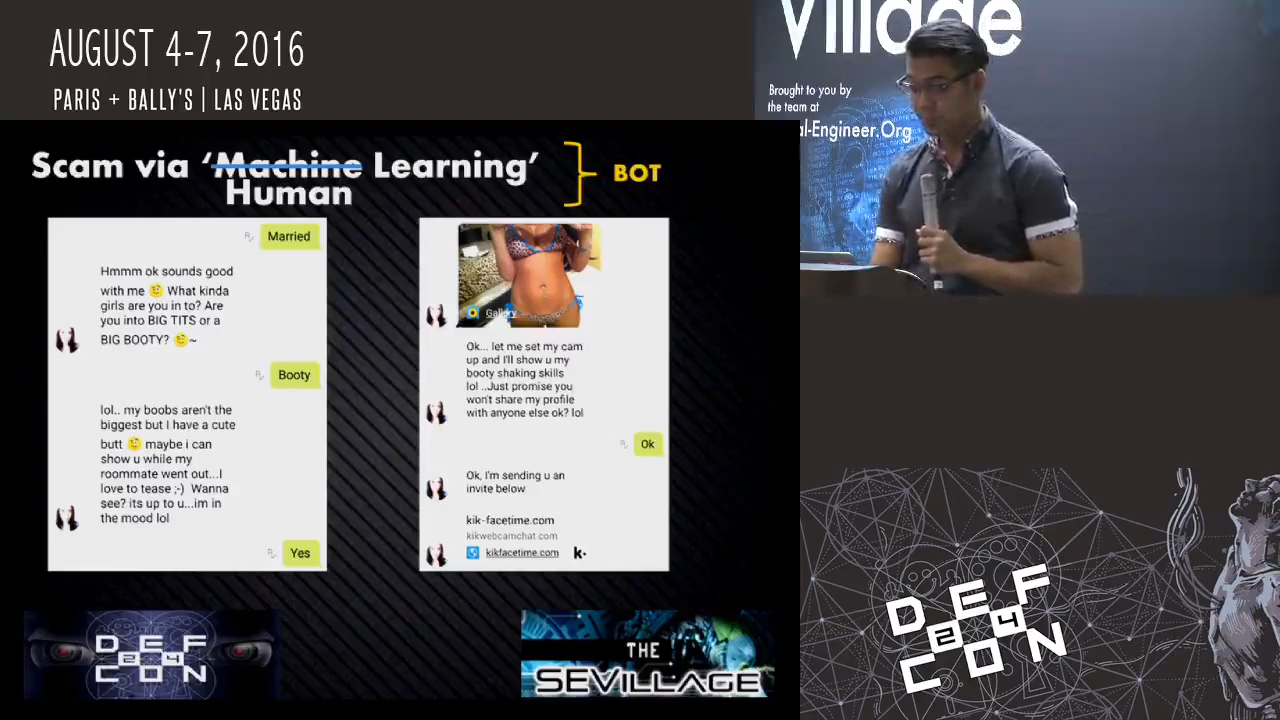 AUGUST 4-7, 2016
PARIS + BALLY'S | LAS VEGAS
Village
Brought to you by
the team at
al-Engineer.Org
Scam via ‘Machine Learning’
Human
BOT
Married
Hmmm ok sounds good
with me
What kinda
girls are you in to? Are
you into BIG TITS or a
BIG BOOTY?
~
Booty
lol.. my boobs aren't the
biggest but I have a cute
butt
maybe i can
show u while my
roommate went out...I
love to tease ;-) Wanna
see? its up to u...im in
the mood lol
Yes
Gallery
Ok... let me set my cam
up and I'll show u my
booty shaking skills
lol ..Just promise you
won't share my profile
with anyone else ok? lol
Ok
Ok, I'm sending u an
invite below
kik-facetime.com
kikwebcamchat.com
kikfacetime.com
k·
DEF
24
CON
THE
SEVILLAGE
DEF
24
CON